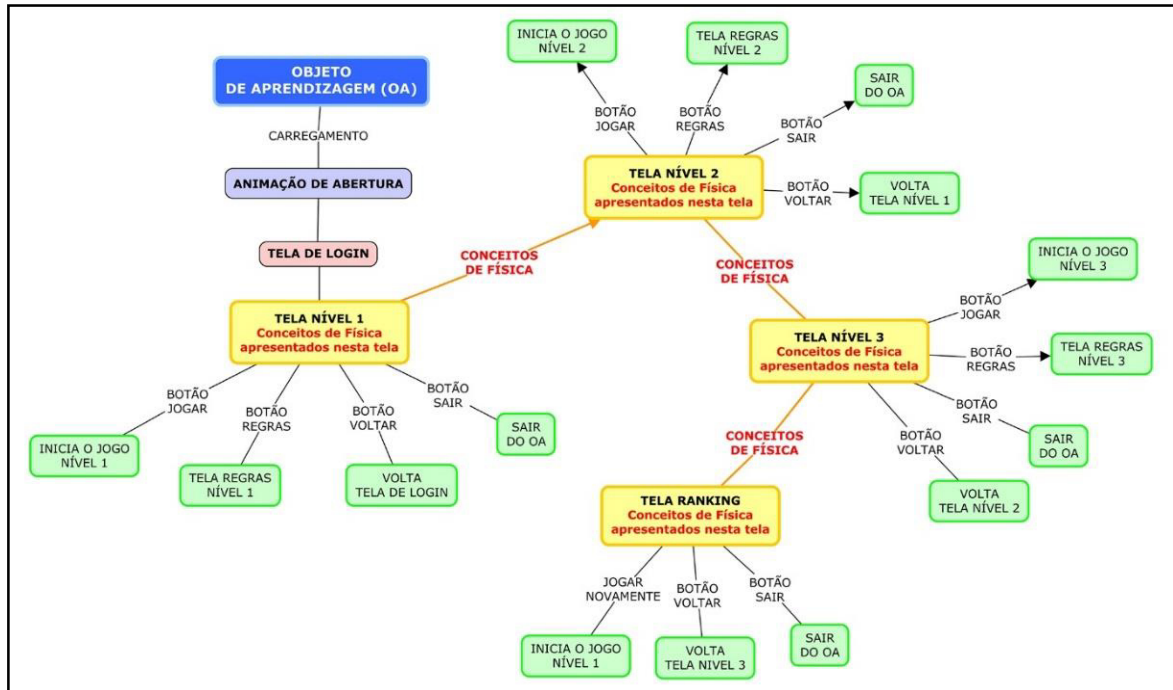 OBJETO
DE APRENDIZAGEM (OA)
CARREGAMENTO
ANIMAÇÃO DE ABERTURA
TELA DE LOGIN
TELA NÍVEL 1
Conceitos de Física
apresentados nesta tela
BOTÃO
JOGAR
BOTÃO
REGRAS
BOTÃO
VOLTAR
BOTÃO
SAIR
INICIA O JOGO
NÍVEL 1
TELA REGRAS
NÍVEL 1
VOLTA
TELA DE LOGIN
SAIR
DO OA
CONCEITOS
DE FÍSICA
INICIA O JOGO
NÍVEL 2
TELA REGRAS
NÍVEL 2
SAIR
DO OA
BOTÃO
JOGAR
BOTÃO
REGRAS
BOTÃO
SAIR
TELA NÍVEL 2
Conceitos de Física
apresentados nesta tela
BOTÃO
VOLTAR
VOLTA
TELA NÍVEL 1
CONCEITOS
DE FÍSICA
INICIA O JOGO
NÍVEL 3
BOTÃO
JOGAR
TELA NÍVEL 3
Conceitos de Física
apresentados nesta tela
BOTÃO
REGRAS
TELA REGRAS
NÍVEL 3
BOTÃO
SAIR
SAIR
DO OA
BOTÃO
VOLTAR
VOLTA
TELA NÍVEL 2
CONCEITOS
DE FÍSICA
TELA RANKING
Conceitos de Física
apresentados nesta tela
JOGAR
NOVAMENTE
BOTÃO
VOLTAR
BOTÃO
SAIR
INICIA O JOGO
NÍVEL 1
VOLTA
TELA NIVEL 3
SAIR
DO OA